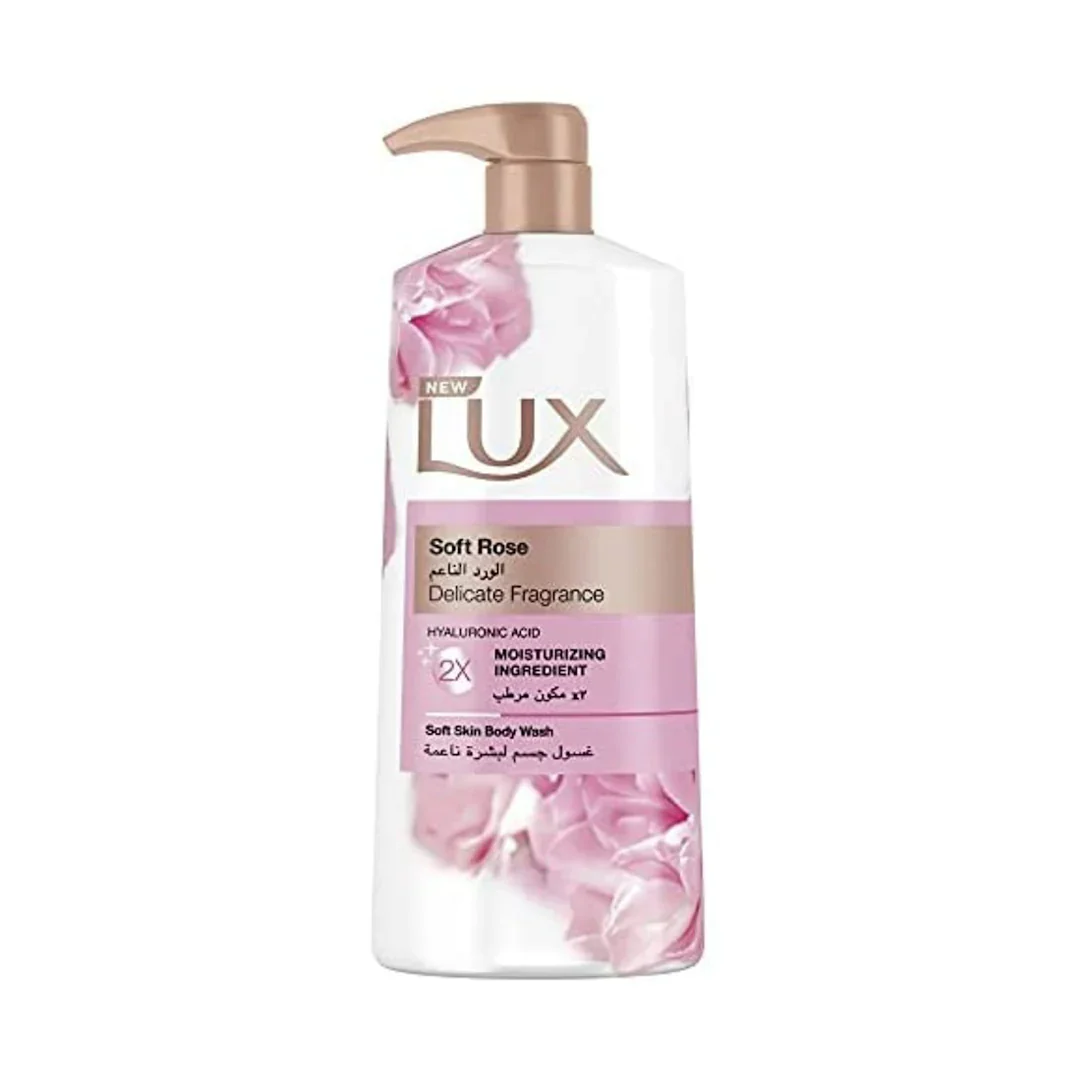 NEW
LUX
Soft Rose
الورد الناعم
Delicate Fragrance
HYALURONIC ACID
2X
MOISTURIZING
INGREDIENT
x٢ مكون مرطب
Soft Skin Body Wash
غسول جسم لبشرة ناعمة